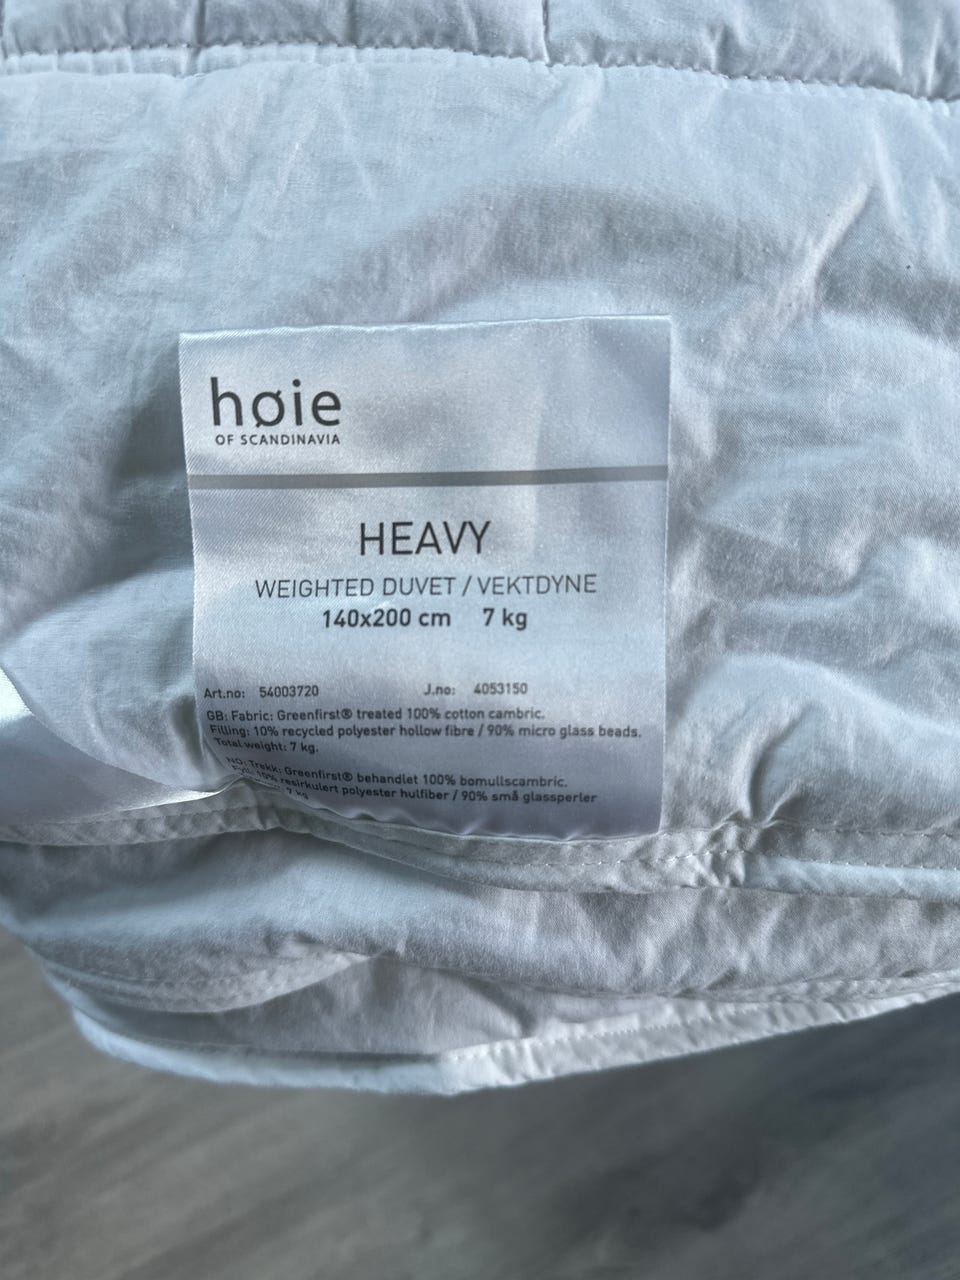 høie
OF SCANDINAVIA
HEAVY
WEIGHTED DUVET / VEKTDYNE
140x200 cm 7 kg
Art.no: 54003720 J.no: 4053150
GB: Fabric: Greenfirst® treated 100% cotton cambric.
Filling: 10% recycled polyester hollow fibre / 90% micro glass beads.
Total weight: 7 kg.
NO: Trekk: Greenfirst® behandlet 100% bomullscambric.
10% resirkulert polyester hulfiber / 90% små glassperler
7 kg